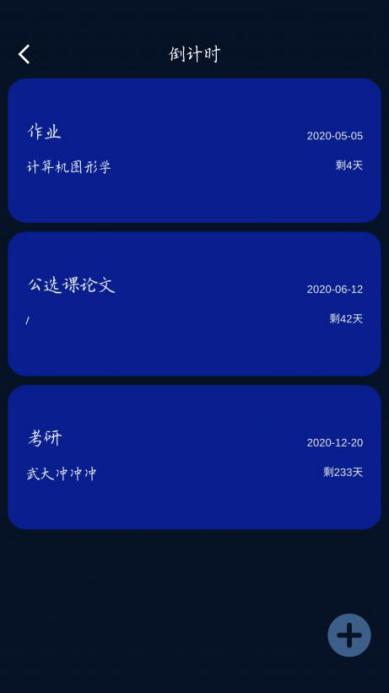 倒计时
作业
2020-05-05
计算机图形学
剩4天
公选课论文
2020-06-12
/
剩42天
考研
2020-12-20
武大冲冲冲
剩233天